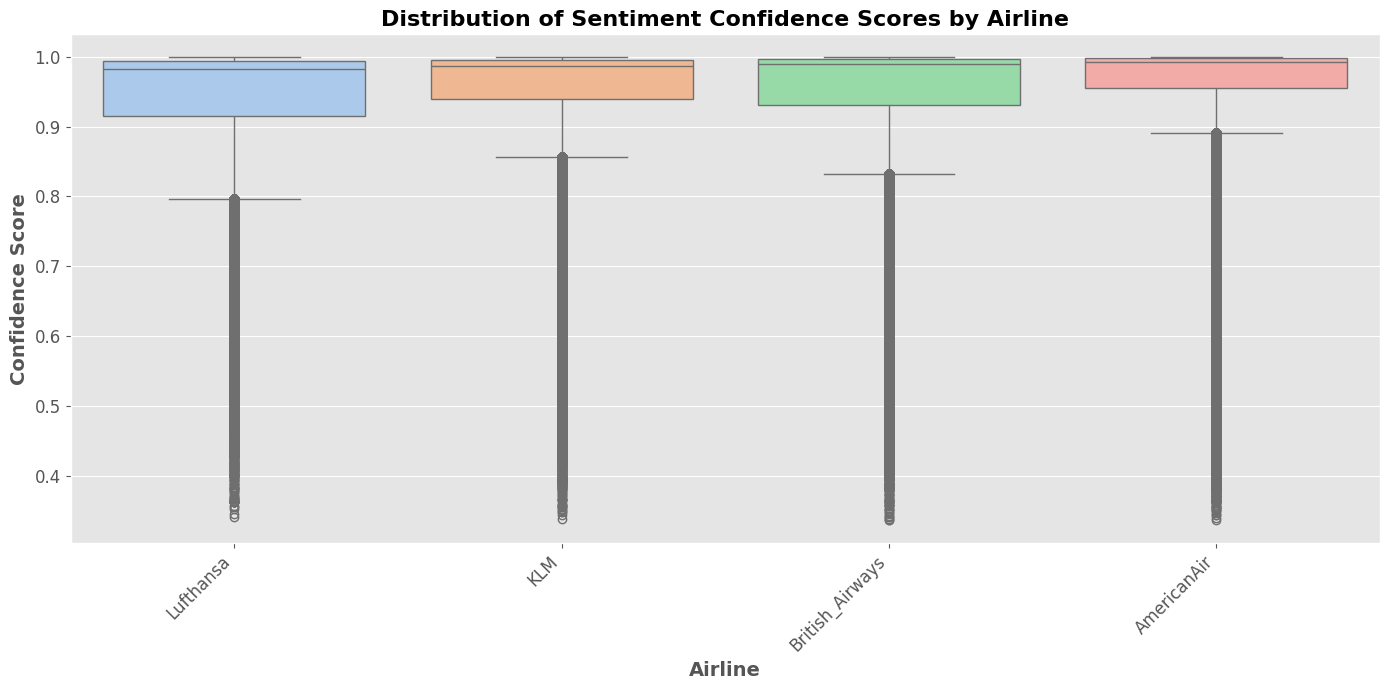 Distribution of Sentiment Confidence Scores by Airline
Confidence Score
1.0
0.9
0.8
0.7
0.6
0.5
0.4
Lufthansa
KLM
British_Airways
AmericanAir
Airline